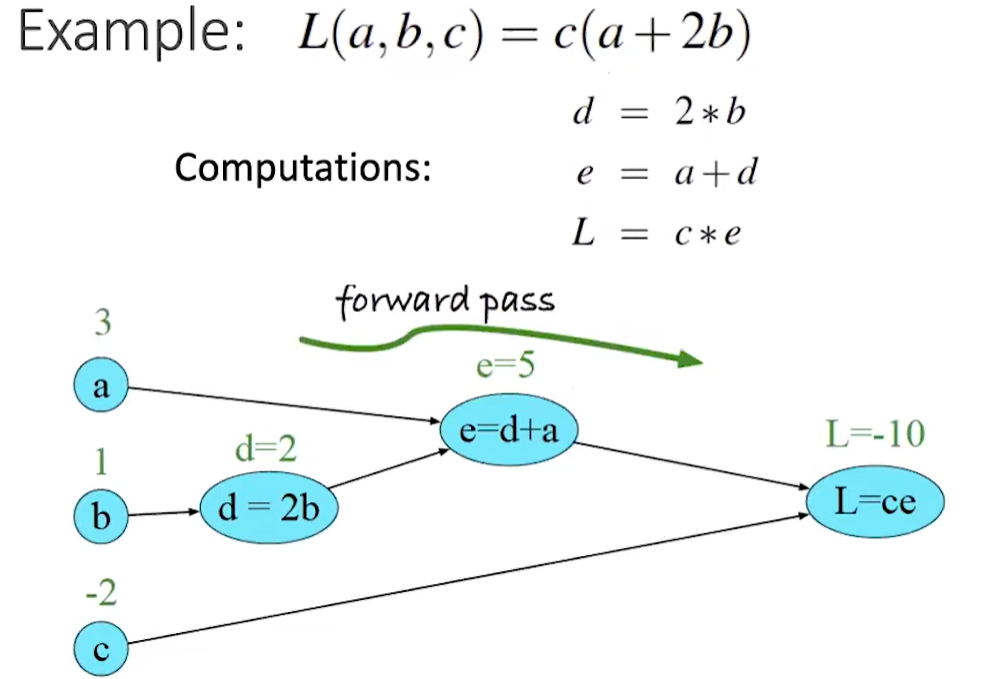 Example: L(a,b,c) = c(a+2b)
d = 2*b
Computations:
e = a+d
L = c*e
forward pass
3
e=5
a
e=d+a
L=-10
1
d=2
b
d = 2b
L=ce
-2
c